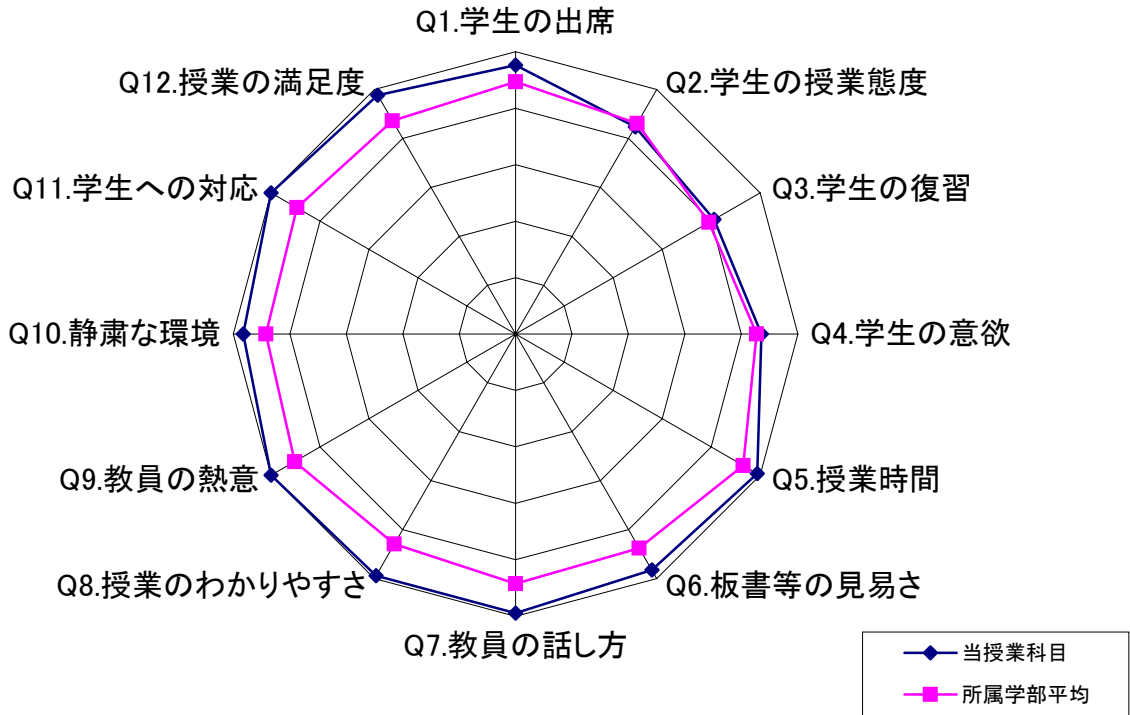 Q1.学生の出席
Q2.学生の授業態度
Q3.学生の復習
Q4.学生の意欲
Q5.授業時間
Q6.板書等の見易さ
Q7.教員の話し方
Q8.授業のわかりやすさ
Q9.教員の熱意
Q10.静粛な環境
Q11.学生への対応
Q12.授業の満足度
当授業科目
所属学部平均